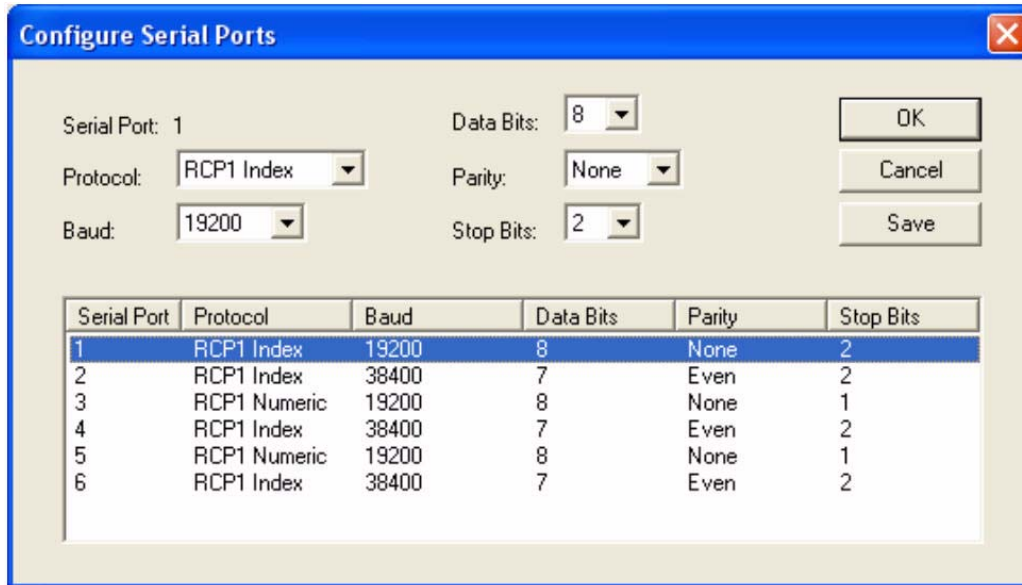 Configure Serial Ports
Serial Port: 1
Data Bits: 8
OK
Protocol: RCP1 Index
Parity: None
Cancel
Baud: 19200
Stop Bits: 2
Save
Serial Port Protocol Baud Data Bits Parity Stop Bits
1 RCP1 Index 19200 8 None 2
2 RCP1 Index 38400 7 Even 2
3 RCP1 Numeric 19200 8 None 1
4 RCP1 Index 38400 7 Even 2
5 RCP1 Numeric 19200 8 None 1
6 RCP1 Index 38400 7 Even 2